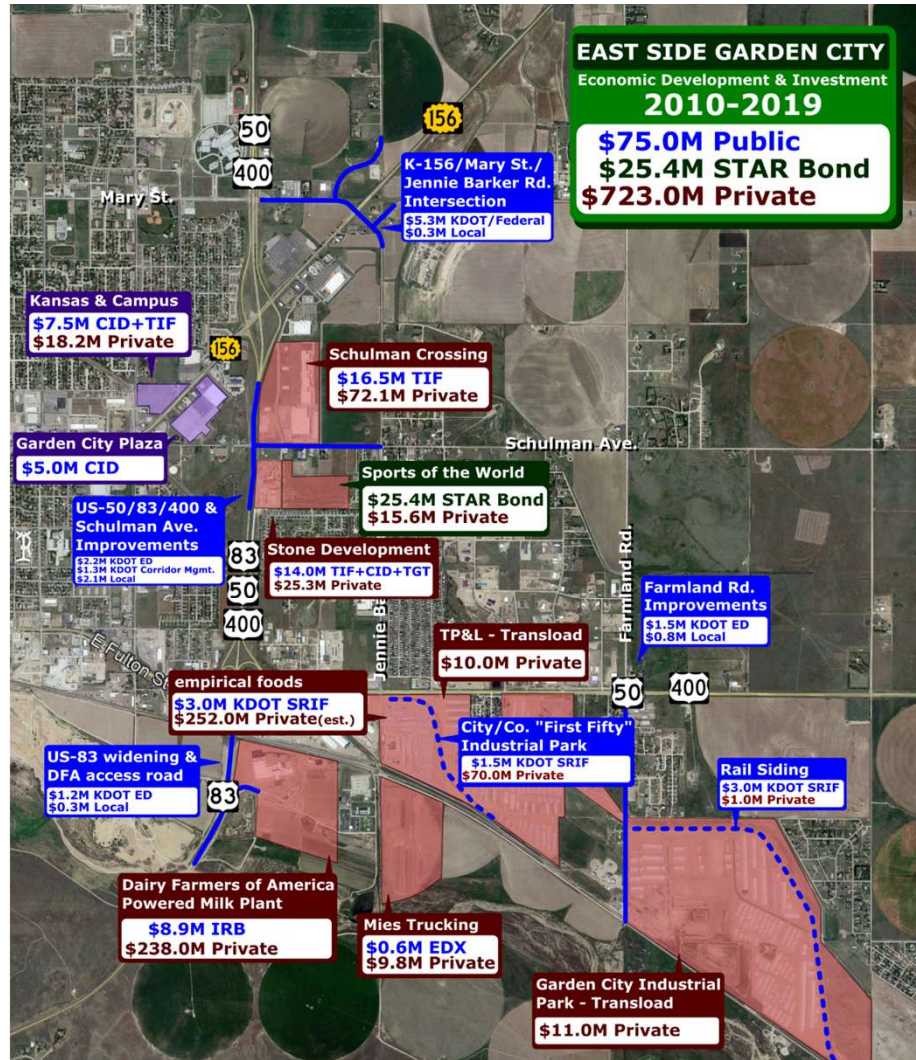 EAST SIDE GARDEN CITY
Economic Development & Investment
2010-2019
$75.0M Public
$25.4M STAR Bond
$723.0M Private
156
50
400
K-156/Mary St./
Jennie Barker Rd.
Intersection
$5.3M KDOT/Federal
$0.3M Local
Mary St.
Kansas & Campus
$7.5M CID+TIF
$18.2M Private
156
Schulman Crossing
$16.5M TIF
$72.1M Private
Garden City Plaza
$5.0M CID
Schulman Ave.
Sports of the World
$25.4M STAR Bond
$15.6M Private
US-50/83/400 &
Schulman Ave.
Improvements
$2.2M KDOT ED
$1.3M KDOT Corridor Mgmt.
$2.1M Local
Stone Development
$14.0M TIF+CID+TGT
$25.3M Private
83
50
400
Jennie Ba
Farmland Rd.
Farmland Rd.
Improvements
$1.5M KDOT ED
$0.8M Local
E Fulton St
TP&L - Transload
$10.0M Private
50
400
empirical foods
$3.0M KDOT SRIF
$252.0M Private(est.)
City/Co. "First Fifty"
Industrial Park
$1.5M KDOT SRIF
$70.0M Private
US-83 widening &
DFA access road
$1.2M KDOT ED
$0.3M Local
83
Rail Siding
$3.0M KDOT SRIF
$1.0M Private
Dairy Farmers of America
Powered Milk Plant
$8.9M IRB
$238.0M Private
Mies Trucking
$0.6M EDX
$9.8M Private
Garden City Industrial
Park - Transload
$11.0M Private